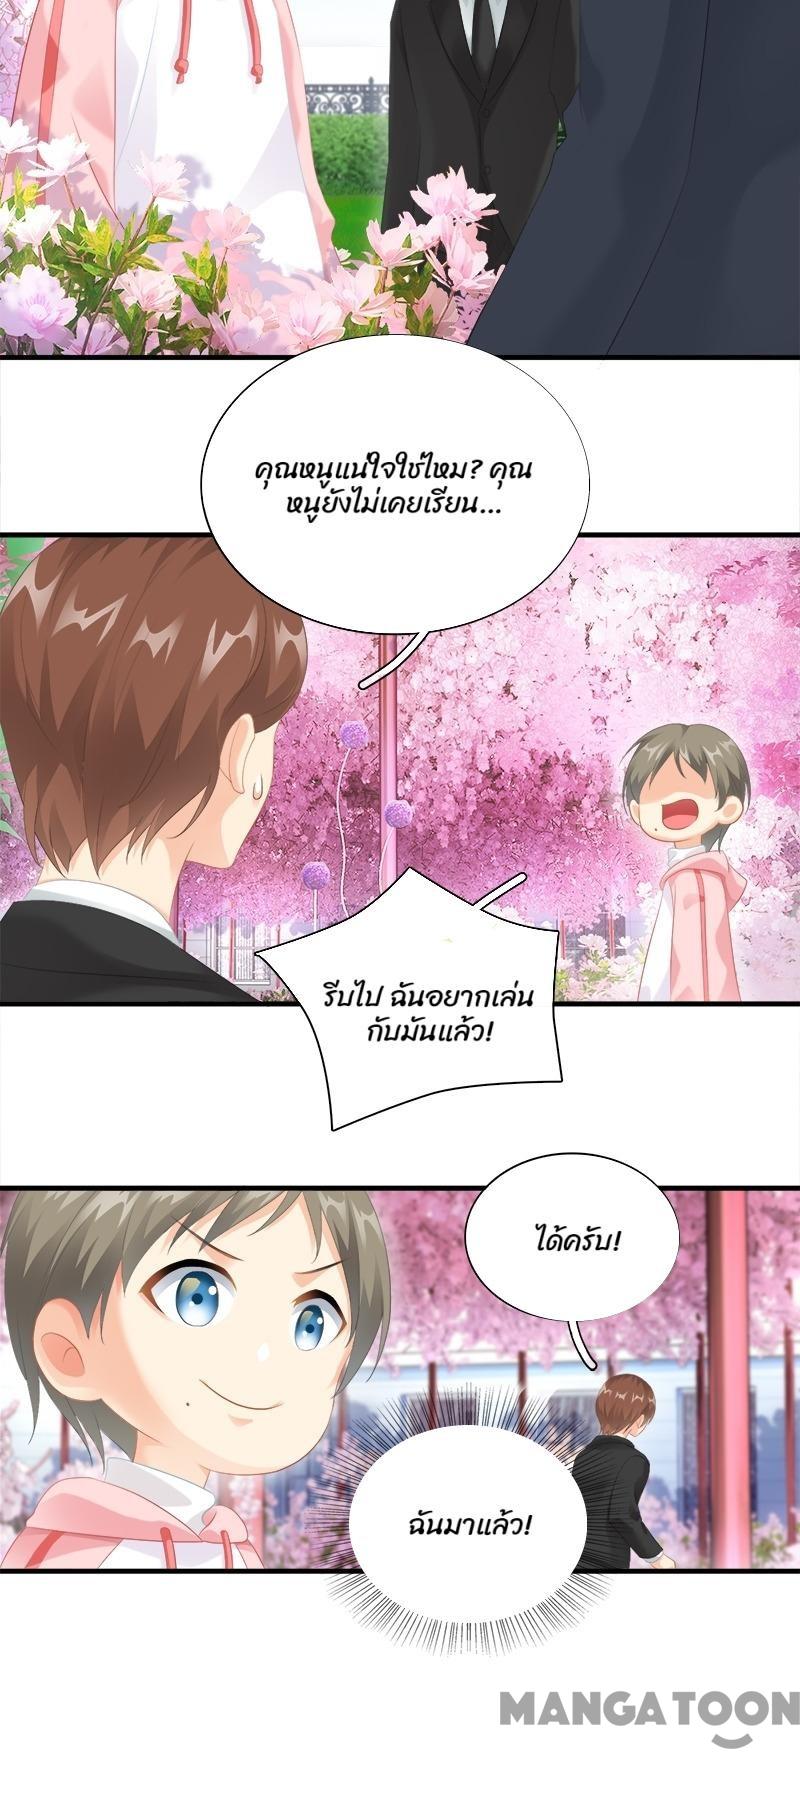 คุณหนูแน่ใจใช่ไหม? คุณ
หนูยังไม่เคยเรียน...
รีบไป ฉันอยากเล่น
กับมันแล้ว!
ได้ครับ!
ฉันมาแล้ว!
MANGATOON